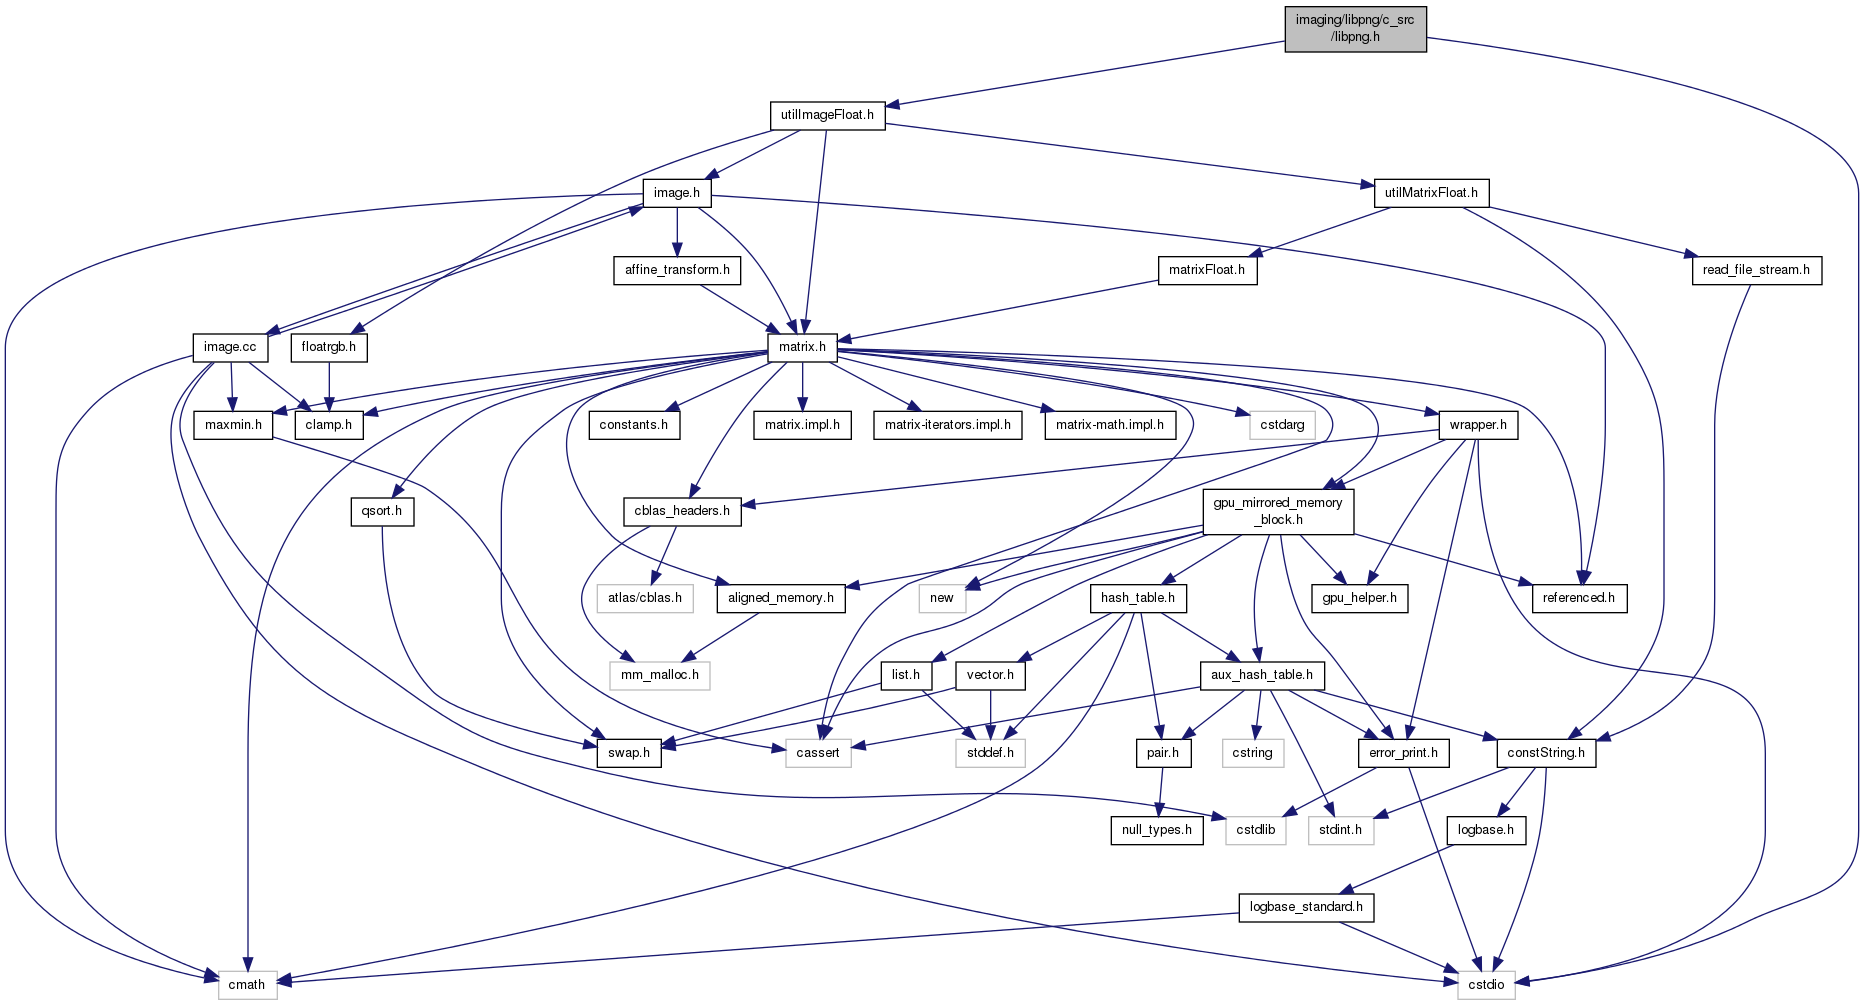 imaging/libpng/c_src
/libpng.h
utilImageFloat.h
image.h
utilMatrixFloat.h
affine_transform.h
matrixFloat.h
read_file_stream.h
image.cc
floatrgb.h
matrix.h
maxmin.h
clamp.h
constants.h
matrix.impl.h
matrix-iterators.impl.h
matrix-math.impl.h
cstdarg
wrapper.h
qsort.h
cblas_headers.h
gpu_mirrored_memory
_block.h
atlas/cblas.h
aligned_memory.h
new
hash_table.h
gpu_helper.h
referenced.h
mm_malloc.h
list.h
vector.h
aux_hash_table.h
swap.h
cassert
stddef.h
pair.h
cstring
error_print.h
constString.h
null_types.h
cstdlib
stdint.h
logbase.h
logbase_standard.h
cmath
cstdio